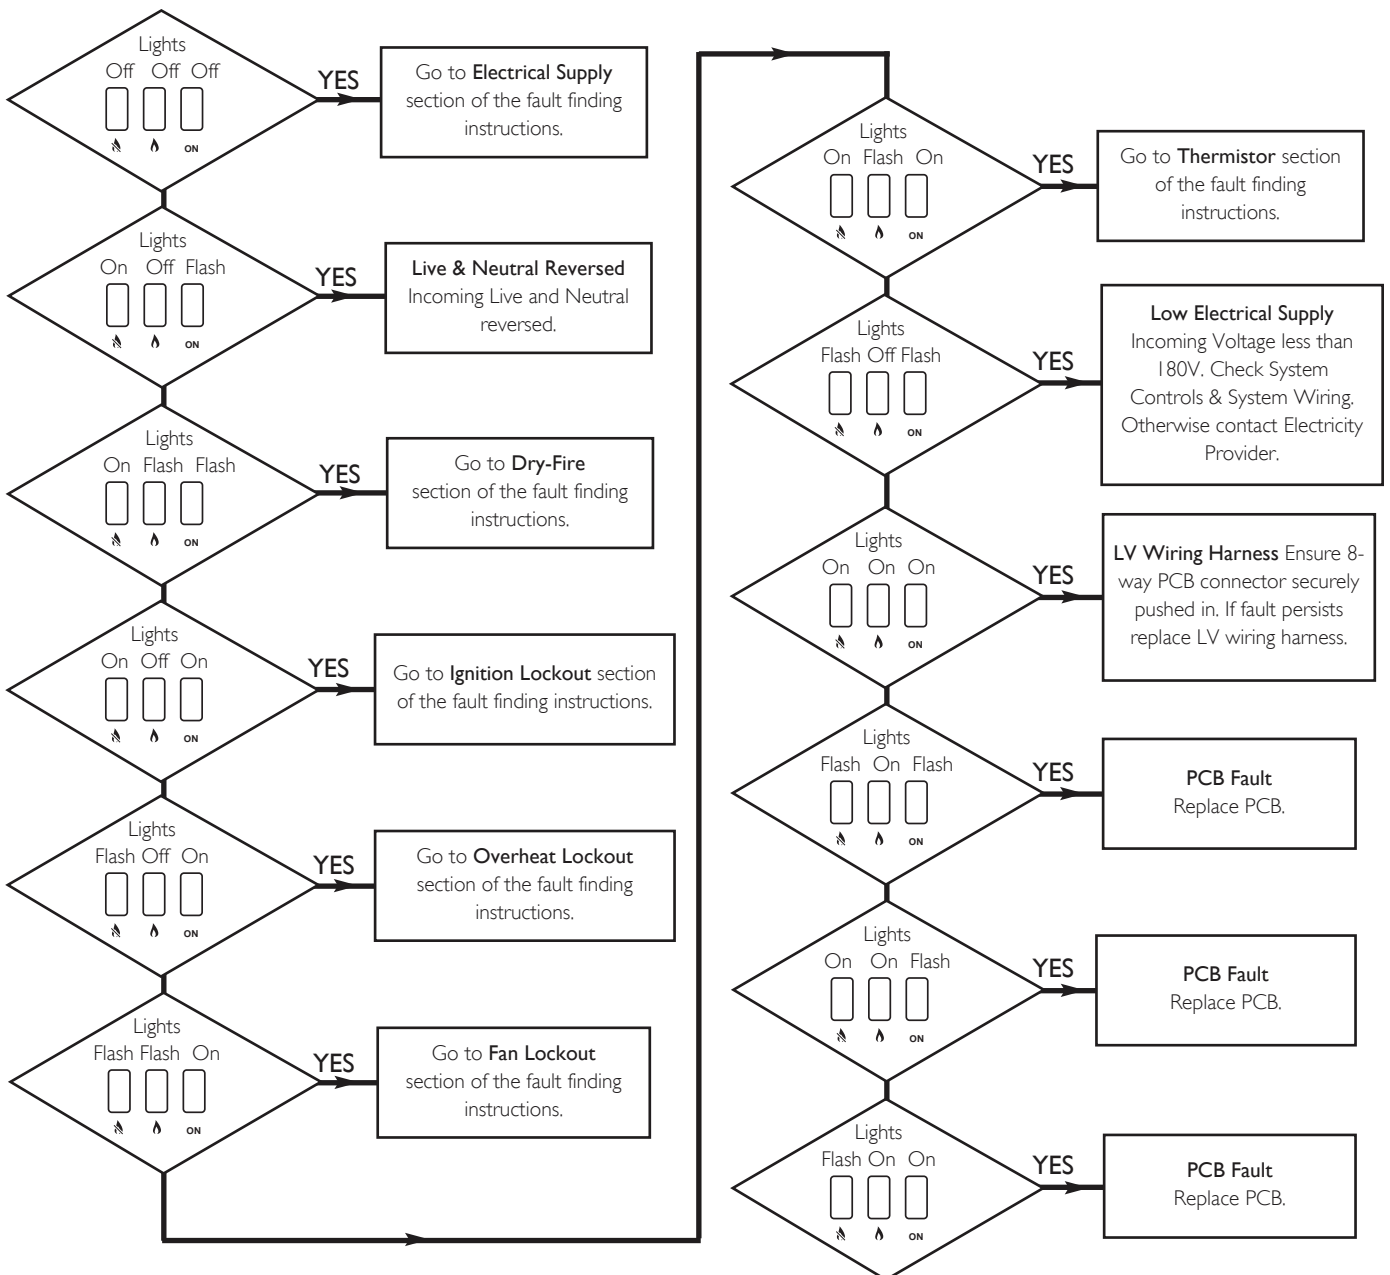 Lights
Off Off Off
ON
YES
Go to Electrical Supply
section of the fault finding
instructions.
Lights
On Off Flash
ON
YES
Live & Neutral Reversed
Incoming Live and Neutral
reversed.
Lights
On Flash Flash
ON
YES
Go to Dry-Fire
section of the fault finding
instructions.
Lights
On Off On
ON
YES
Go to Ignition Lockout section
of the fault finding instructions.
Lights
Flash Off On
ON
YES
Go to Overheat Lockout
section of the fault finding
instructions.
Lights
Flash Flash On
ON
YES
Go to Fan Lockout
section of the fault finding
instructions.
Lights
On Flash On
ON
YES
Go to Thermistor section
of the fault finding
instructions.
Lights
Flash Off Flash
ON
YES
Low Electrical Supply
Incoming Voltage less than
180V. Check System
Controls & System Wiring.
Otherwise contact Electricity
Provider.
Lights
On On On
ON
YES
LV Wiring Harness Ensure 8-
way PCB connector securely
pushed in. If fault persists
replace LV wiring harness.
Lights
Flash On Flash
ON
YES
PCB Fault
Replace PCB.
Lights
On On Flash
ON
YES
PCB Fault
Replace PCB.
Lights
Flash On On
ON
YES
PCB Fault
Replace PCB.